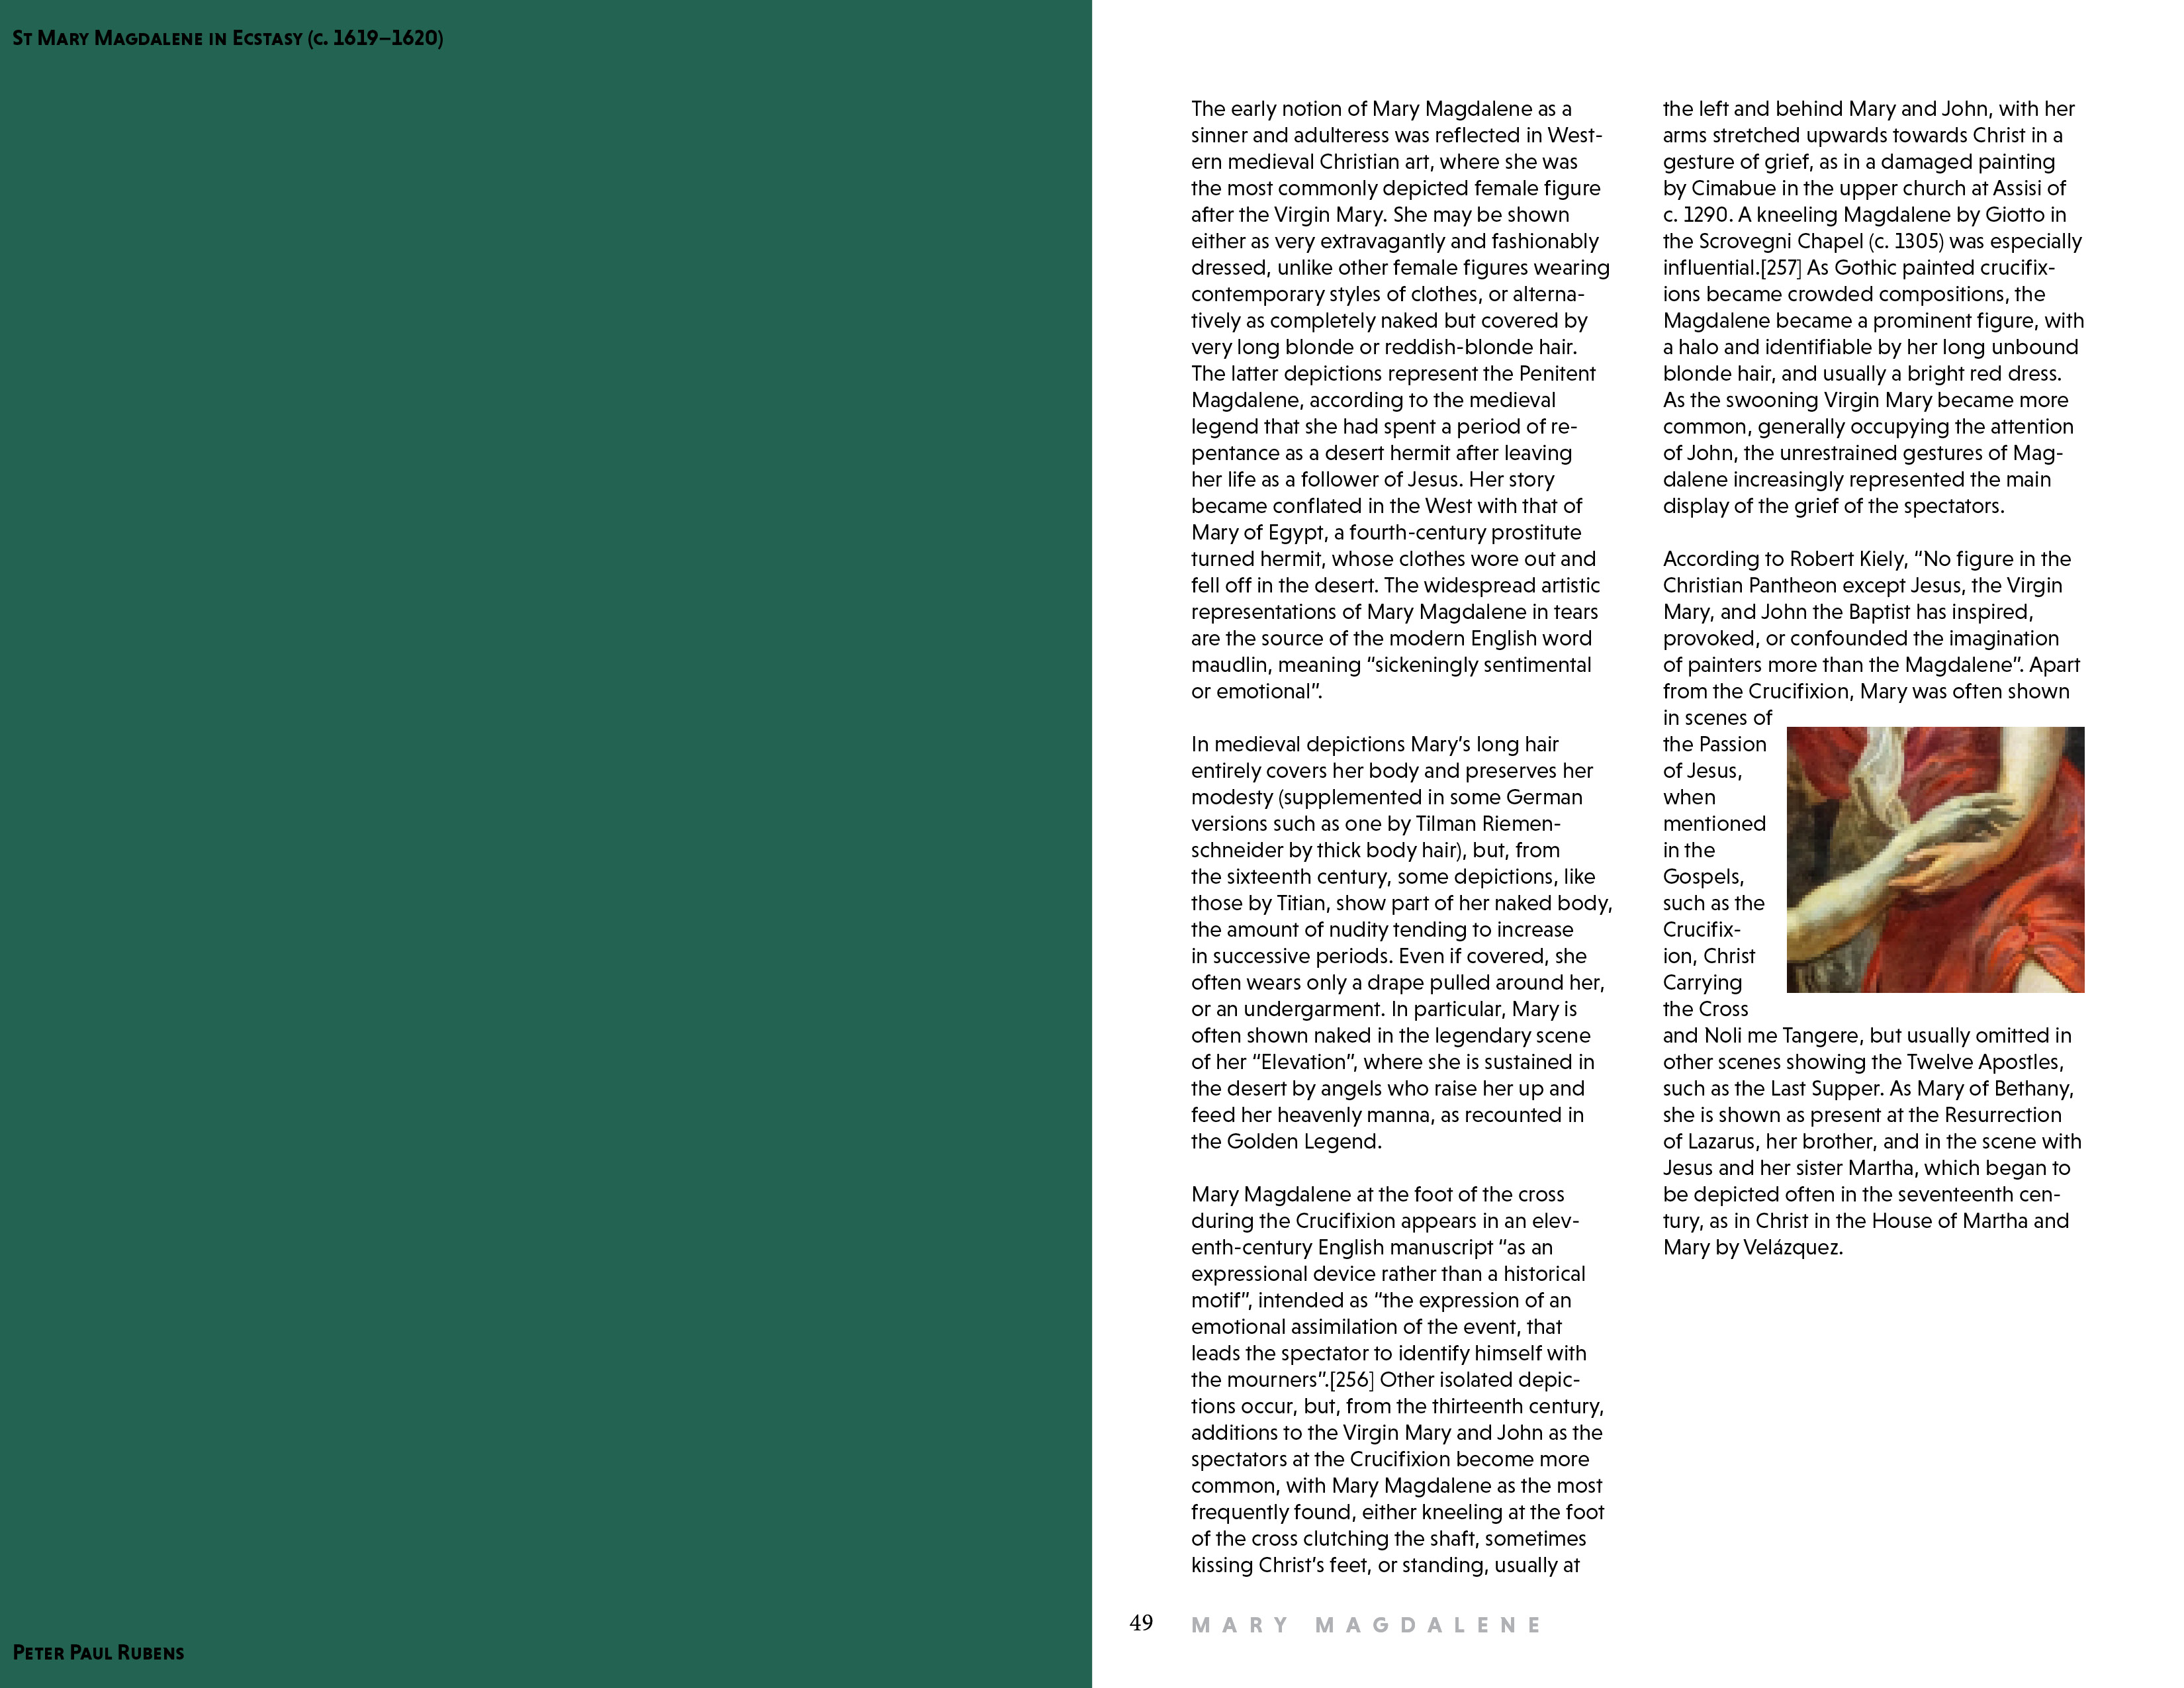 St Mary Magdalene in Ecstasy (c. 1619–1620)
Peter Paul Rubens
The early notion of Mary Magdalene as a
sinner and adulteress was reflected in West-
ern medieval Christian art, where she was
the most commonly depicted female figure
after the Virgin Mary. She may be shown
either as very extravagantly and fashionably
dressed, unlike other female figures wearing
contemporary styles of clothes, or alterna-
tively as completely naked but covered by
very long blonde or reddish-blonde hair.
The latter depictions represent the Penitent
Magdalene, according to the medieval
legend that she had spent a period of re-
pentance as a desert hermit after leaving
her life as a follower of Jesus. Her story
became conflated in the West with that of
Mary of Egypt, a fourth-century prostitute
turned hermit, whose clothes wore out and
fell off in the desert. The widespread artistic
representations of Mary Magdalene in tears
are the source of the modern English word
maudlin, meaning “sickeningly sentimental
or emotional”.
In medieval depictions Mary’s long hair
entirely covers her body and preserves her
modesty (supplemented in some German
versions such as one by Tilman Riemen-
schneider by thick body hair), but, from
the sixteenth century, some depictions, like
those by Titian, show part of her naked body,
the amount of nudity tending to increase
in successive periods. Even if covered, she
often wears only a drape pulled around her,
or an undergarment. In particular, Mary is
often shown naked in the legendary scene
of her “Elevation”, where she is sustained in
the desert by angels who raise her up and
feed her heavenly manna, as recounted in
the Golden Legend.
Mary Magdalene at the foot of the cross
during the Crucifixion appears in an elev-
enth-century English manuscript “as an
expressional device rather than a historical
motif”, intended as “the expression of an
emotional assimilation of the event, that
leads the spectator to identify himself with
the mourners”.[256] Other isolated depic-
tions occur, but, from the thirteenth century,
additions to the Virgin Mary and John as the
spectators at the Crucifixion become more
common, with Mary Magdalene as the most
frequently found, either kneeling at the foot
of the cross clutching the shaft, sometimes
kissing Christ’s feet, or standing, usually at
the left and behind Mary and John, with her
arms stretched upwards towards Christ in a
gesture of grief, as in a damaged painting
by Cimabue in the upper church at Assisi of
c. 1290. A kneeling Magdalene by Giotto in
the Scrovegni Chapel (c. 1305) was especially
influential.[257] As Gothic painted crucifix-
ions became crowded compositions, the
Magdalene became a prominent figure, with
a halo and identifiable by her long unbound
blonde hair, and usually a bright red dress.
As the swooning Virgin Mary became more
common, generally occupying the attention
of John, the unrestrained gestures of Mag-
dalene increasingly represented the main
display of the grief of the spectators.
According to Robert Kiely, “No figure in the
Christian Pantheon except Jesus, the Virgin
Mary, and John the Baptist has inspired,
provoked, or confounded the imagination
of painters more than the Magdalene”. Apart
from the Crucifixion, Mary was often shown
in scenes of
the Passion
of Jesus,
when
mentioned
in the
Gospels,
such as the
Crucifix-
ion, Christ
Carrying
the Cross
and Noli me Tangere, but usually omitted in
other scenes showing the Twelve Apostles,
such as the Last Supper. As Mary of Bethany,
she is shown as present at the Resurrection
of Lazarus, her brother, and in the scene with
Jesus and her sister Martha, which began to
be depicted often in the seventeenth cen-
tury, as in Christ in the House of Martha and
Mary by Velázquez.
49 MARY MAGDALENE